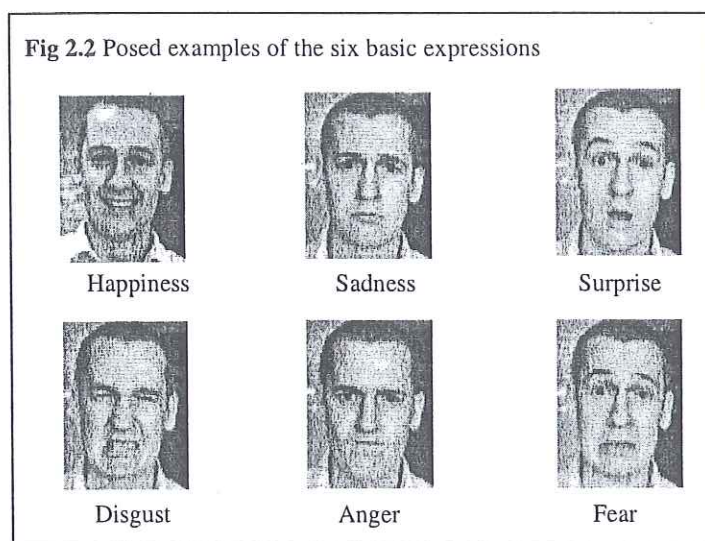 Fig 2.2 Posed examples of the six basic expressions
Happiness Sadness Surprise
Disgust Anger Fear